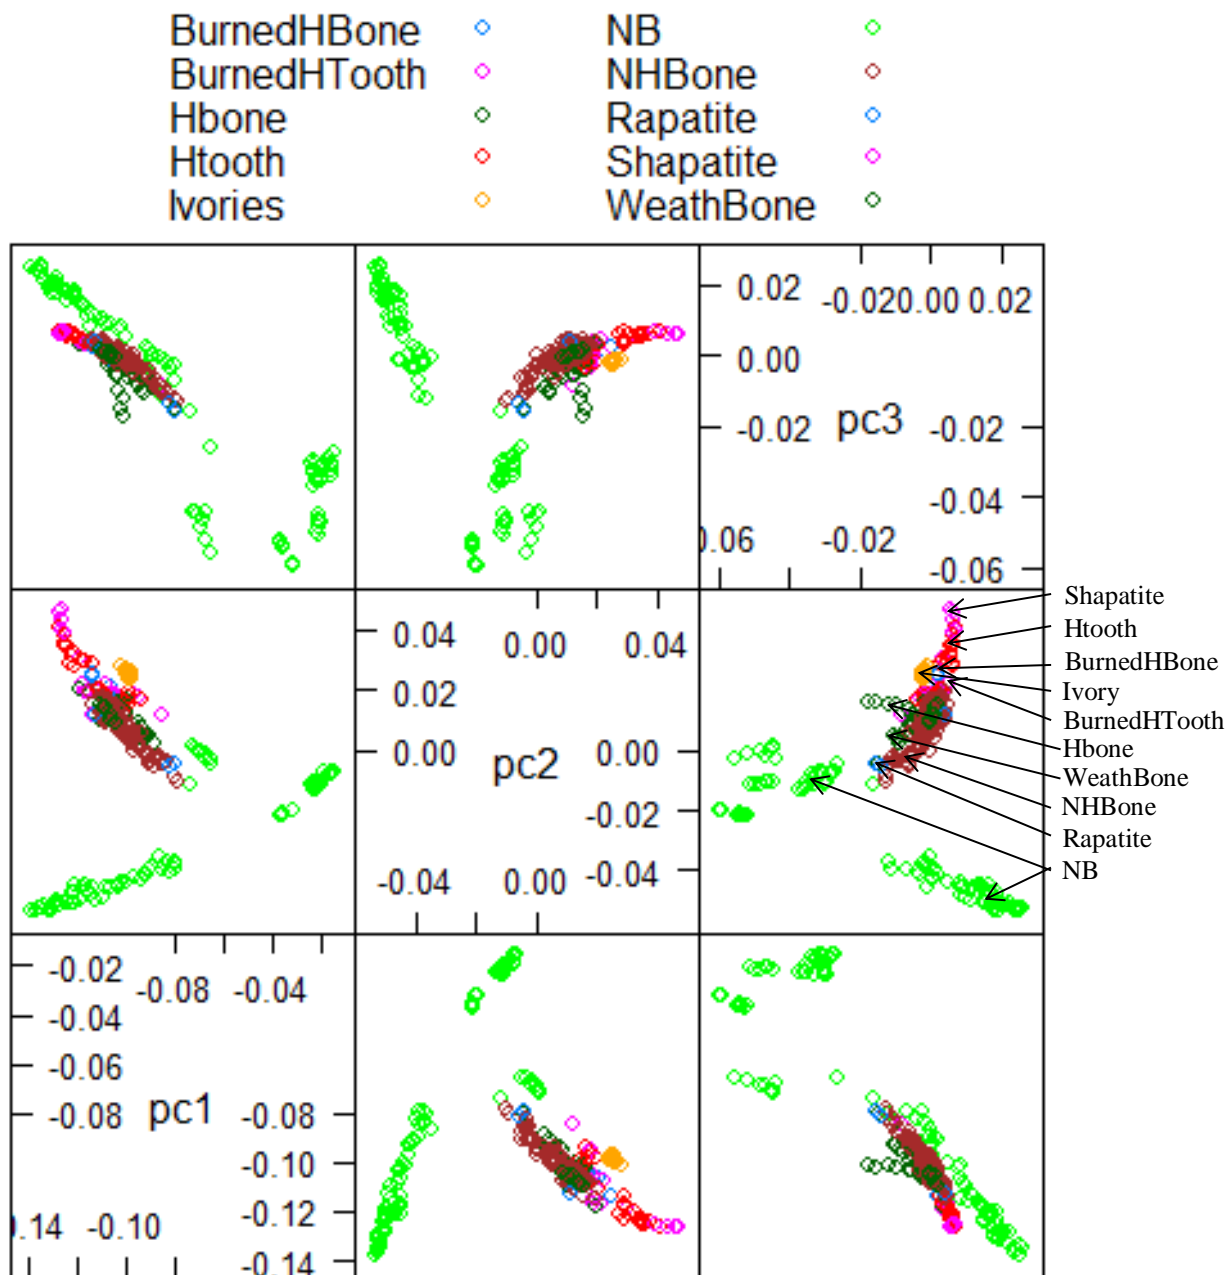 BurnedHBone NB
BurnedHTooth NHBone
Hbone Rapatite
Htooth Shapatite
Ivories WeathBone
0.02 -0.020.00 0.02
0.00
-0.02 pc3 -0.02
-0.04
0.06 -0.02
-0.06
Shapatite
Htooth
BurnedHBone
Ivory
BurnedHTooth
Hbone
WeathBone
NHBone
Rapatite
NB
0.04 0.00 0.04
0.02
0.00 pc2 0.00
-0.02
-0.04 0.00 -0.04
-0.02 -0.08 -0.04
-0.04
-0.06
-0.08 pc1 -0.08
-0.10
-0.12
.14 -0.10
-0.14